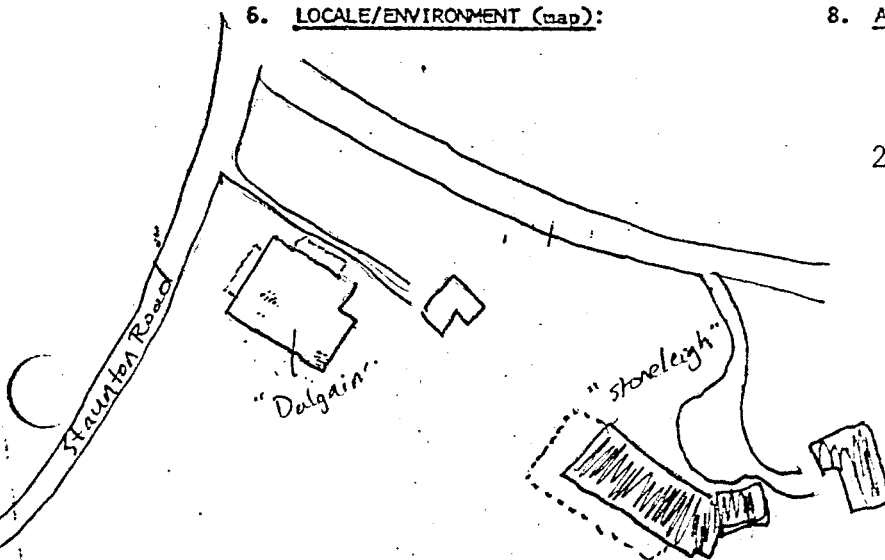 6. LOCALE/ENVIRONMENT (map):
8. A
2
Staunton Road
"Dalgain"
"Stoneleigh"